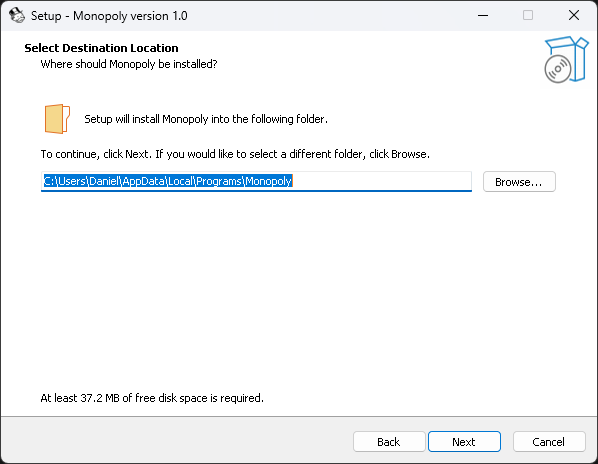 Setup - Monopoly version 1.0
Select Destination Location
Where should Monopoly be installed?
Setup will install Monopoly into the following folder.
To continue, click Next. If you would like to select a different folder, click Browse.
C:\Users\Daniel\AppData\Local\Programs\Monopoly
Browse...
At least 37.2 MB of free disk space is required.
Back
Next
Cancel